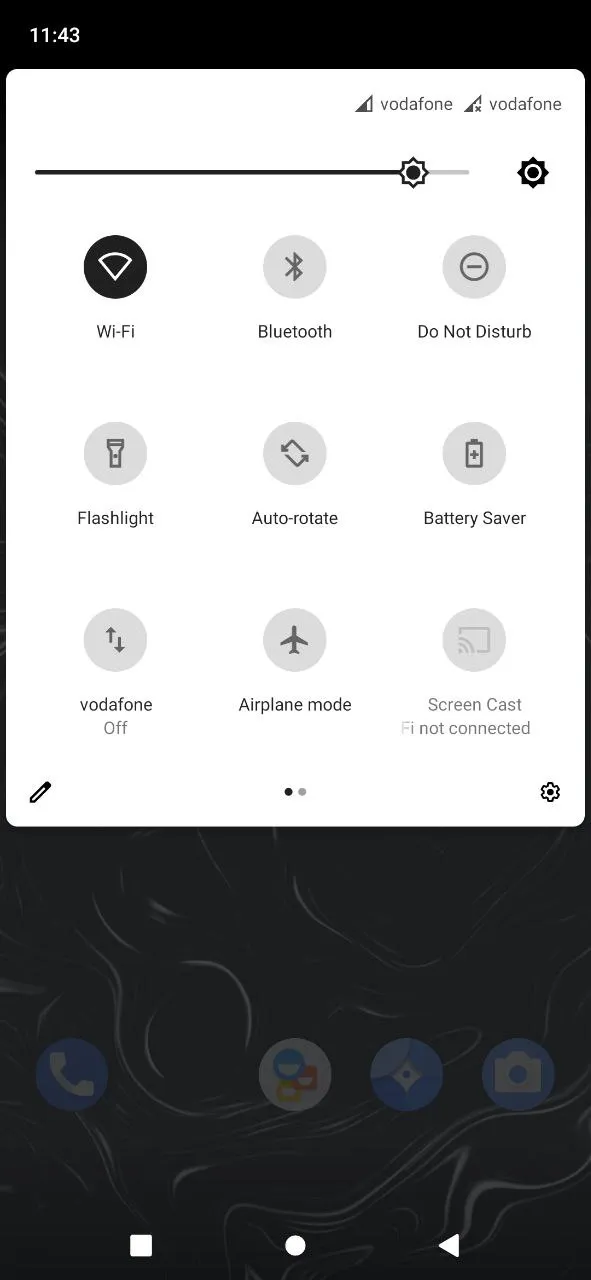 11:43
vodafone vodafone
Wi-Fi Bluetooth Do Not Disturb
Flashlight Auto-rotate Battery Saver
vodafone Airplane mode Screen Cast
Off Fi not connected